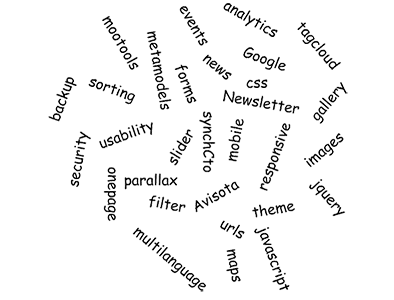 analytics
events
tagcloud
mootools
metamodels
Google
news
forms
css
sorting
backup
Newsletter
gallery
usability
synchCto
mobile
slider
responsive
images
security
onepage
parallax
Avisota
filter
jquery
theme
urls
multilanguage
maps
javascript